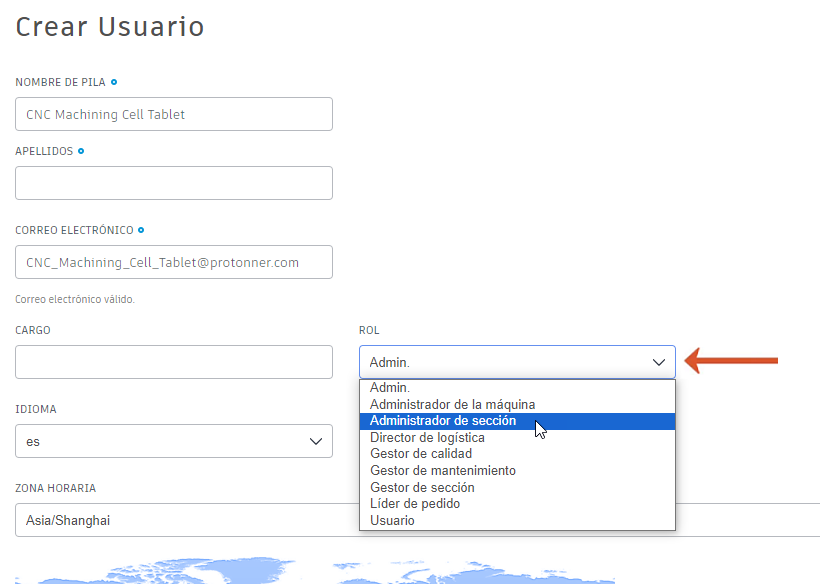 Crear Usuario
NOMBRE DE PILA
CNC Machining Cell Tablet
APELLIDOS
CORREO ELECTRÓNICO
CNC_Machining_Cell_Tablet@protonner.com
Correo electrónico válido.
CARGO
ROL
Admin.
Admin.
Administrador de la máquina
Administrador de sección
Director de logística
Gestor de calidad
Gestor de mantenimiento
Gestor de sección
Líder de pedido
Usuario
IDIOMA
es
ZONA HORARIA
Asia/Shanghai